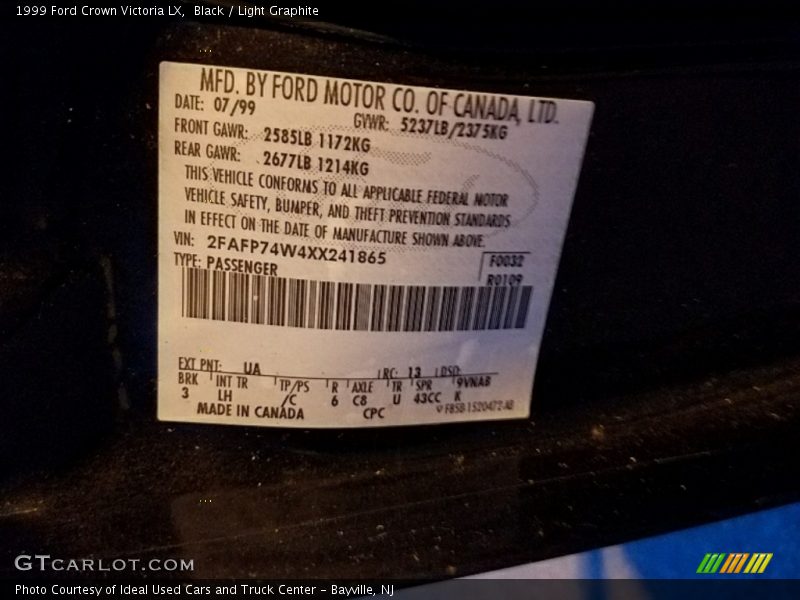 1999 Ford Crown Victoria LX,  Black / Light Graphite
MFD. BY FORD MOTOR CO. OF CANADA, LTD.
DATE: 07/99
GVWR: 5237LB/2375KG
FRONT GAWR: 2585LB 1172KG
REAR GAWR: 2677LB 1214KG
THIS VEHICLE CONFORMS TO ALL APPLICABLE FEDERAL MOTOR
VEHICLE SAFETY, BUMPER, AND THEFT PREVENTION STANDARDS
IN EFFECT ON THE DATE OF MANUFACTURE SHOWN ABOVE.
VIN: 2FAFP74W4XX241865
F0032
TYPE: PASSENGER
R0109
EXT PNT: UA RC: 13 DSO:
BRK INT TR TP/PS R AXLE TR SPR 9VNAB
3 LH /C 6 C8 U 43CC K
MADE IN CANADA CPC F85B-1520472-AB
GTCARLOT.COM
Photo Courtesy of Ideal Used Cars and Truck Center – Bayville, NJ